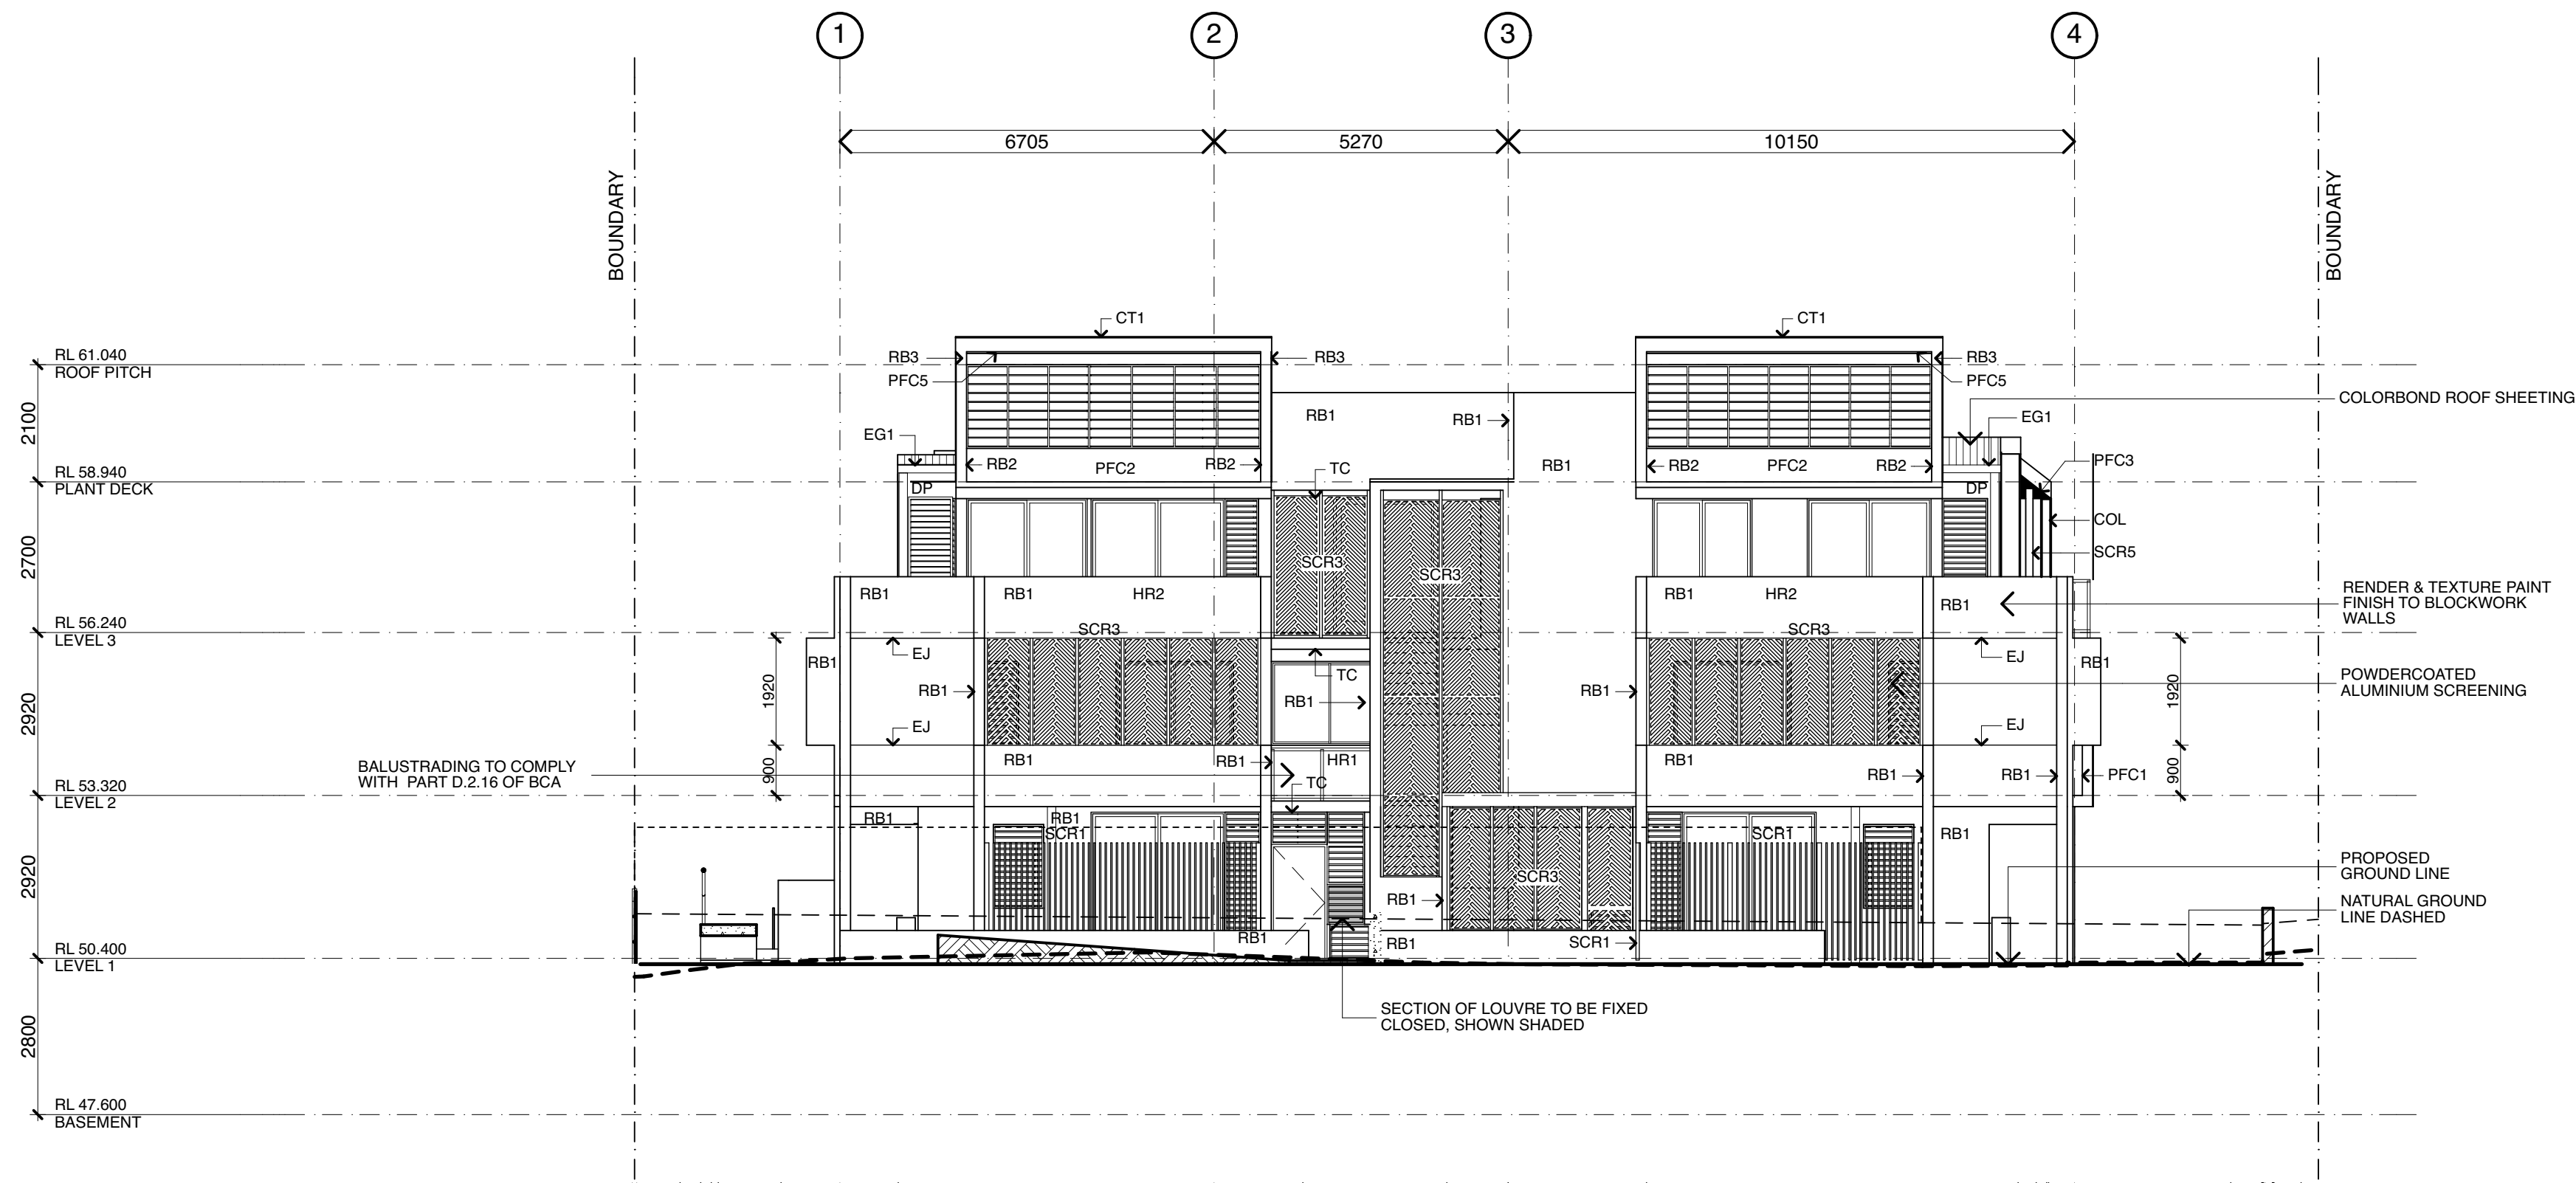 1 2 3 4
6705 5270 10150
BOUNDARY
BOUNDARY
CT1 CT1
RL 61.040
ROOF PITCH
RB3 RB3 RB3
PFC5 PFC5
COLORBOND ROOF SHEETING
2100
RB1 RB1 EG1
EG1
RB2 PFC2 RB2 TC RB1 RB2 PFC2 RB2 PFC3
RL 58.940
PLANT DECK
DP DP
COL
2700
SCR3 SCR3 SCR5
RB1 RB1 HR2 RB1 HR2 RB1
RENDER & TEXTURE PAINT
FINISH TO BLOCKWORK
WALLS
RL 56.240
LEVEL 3
SCR3 SCR3
EJ EJ
RB1 RB1
TC
POWDERCOATED
ALUMINIUM SCREENING
2920
1920 RB1 RB1 RB1 1920
EJ EJ
RB1 RB1 HR1 RB1
BALUSTRADING TO COMPLY
WITH PART D.2.16 OF BCA
900 TC RB1 RB1 PFC1 900
RL 53.320
LEVEL 2
RB1 RB1
SCR1 SCR1 RB1
2920
PROPOSED
GROUND LINE
SCR3
RB1
NATURAL GROUND
LINE DASHED
RB1 RB1 SCR1
RL 50.400
LEVEL 1
SECTION OF LOUVRE TO BE FIXED
CLOSED, SHOWN SHADED
2800
RL 47.600
BASEMENT